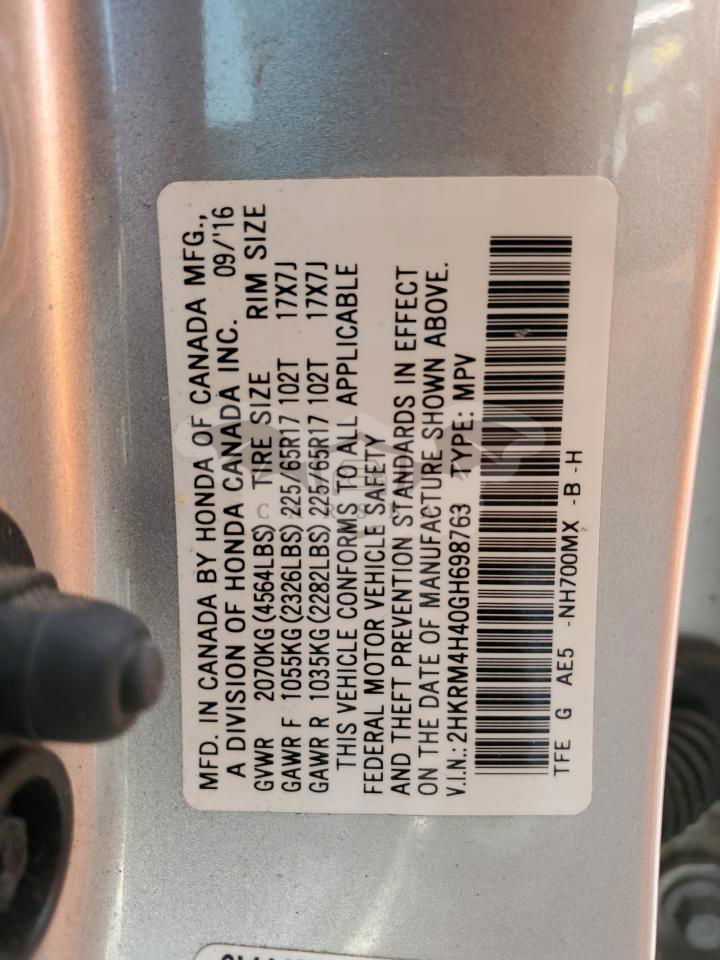 MFD. IN CANADA BY HONDA OF CANADA MFG.,
A DIVISION OF HONDA CANADA INC. 09/'16
GVWR 2070KG(4564LBS) TIRE SIZE RIM SIZE
GAWR F 1055KG(2326LBS)225/65R17 102T 17X7J
GAWR R 1035KG(2282LBS)225/65R17 102T 17X7J
THIS VEHICLE CONFORMS TO ALL APPLICABLE
FEDERAL MOTOR VEHICLE SAFETY
AND THEFT PREVENTION STANDARDS IN EFFECT
ON THE DATE OF MANUFACTURE SHOWN ABOVE.
V.I.N.:2HKRM4H40GH698763 TYPE: MPV
TFE G AE5 -NH700MX -B-H